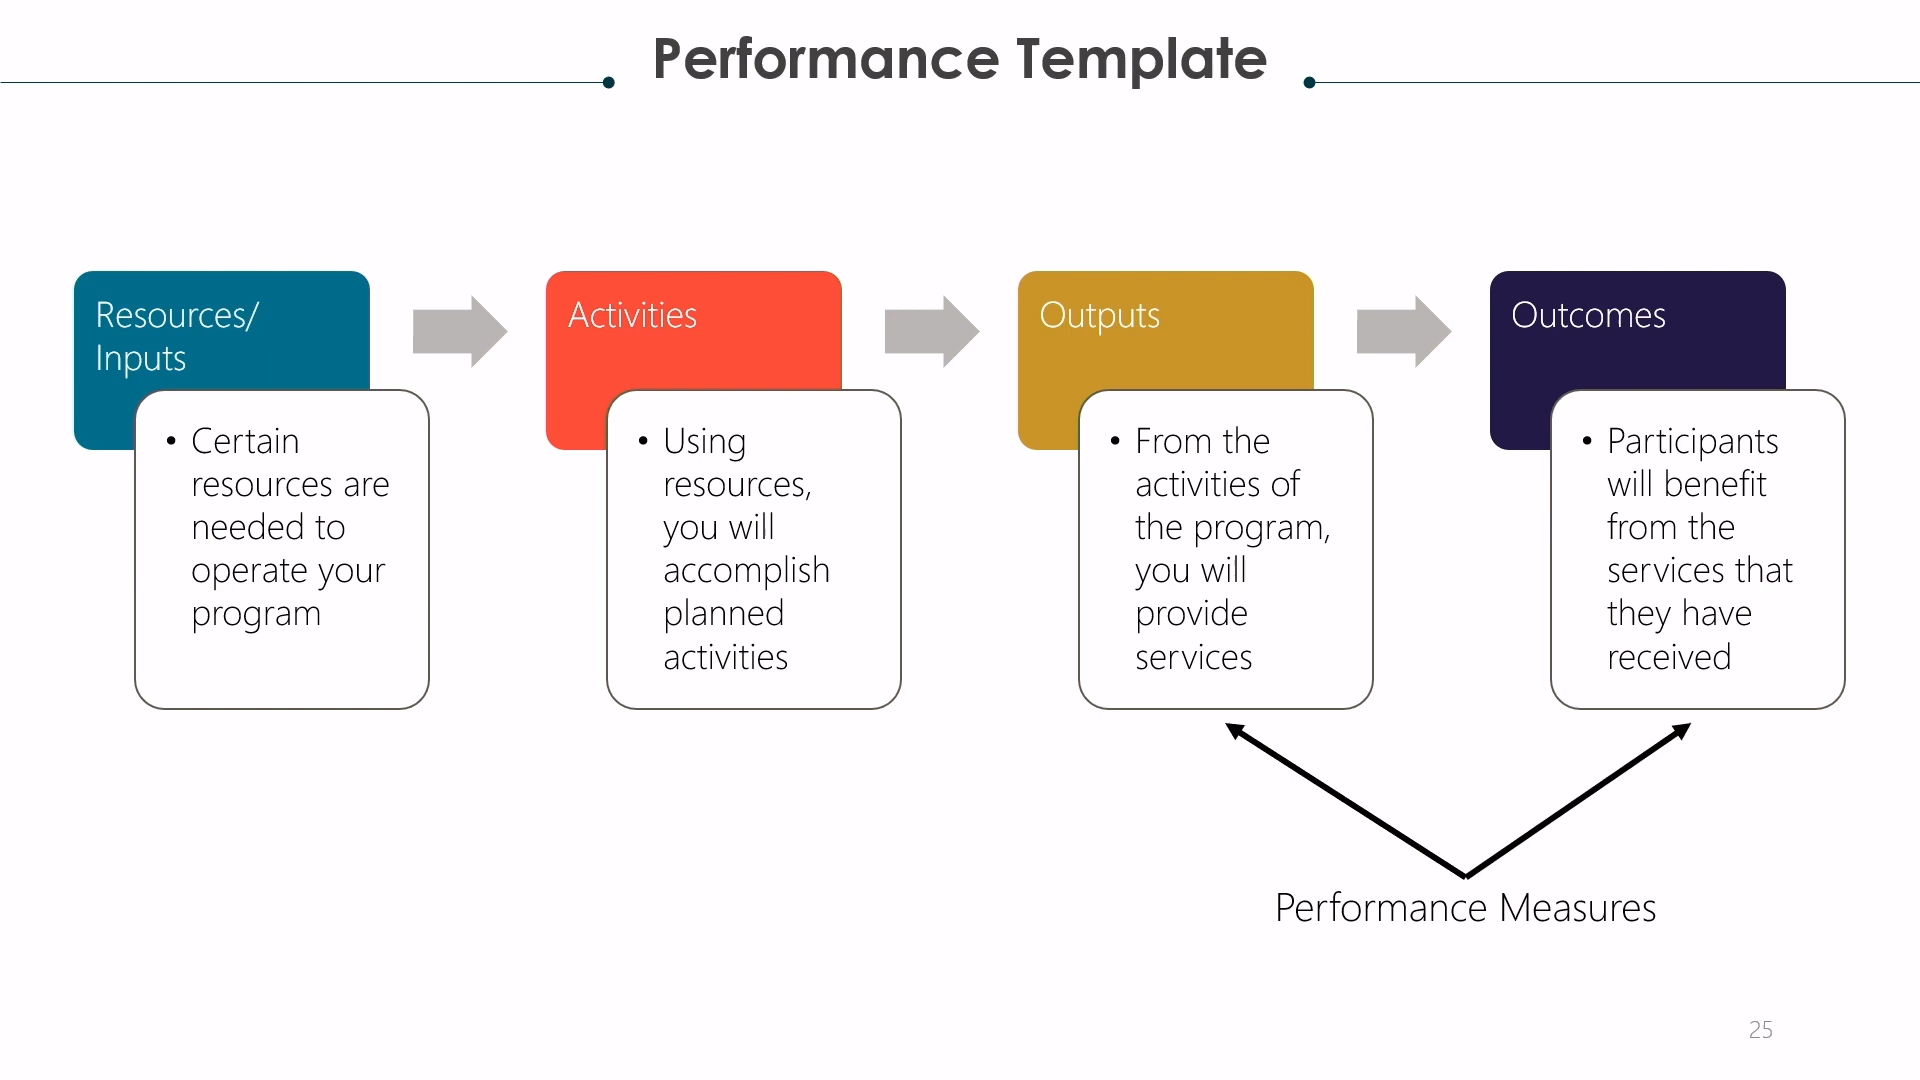 Performance Template
Resources/
Inputs
• Certain
resources are
needed to
operate your
program
Activities
• Using
resources,
you will
accomplish
planned
activities
Outputs
• From the
activities of
the program,
you will
provide
services
Outcomes
• Participants
will benefit
from the
services that
they have
received
Performance Measures
25